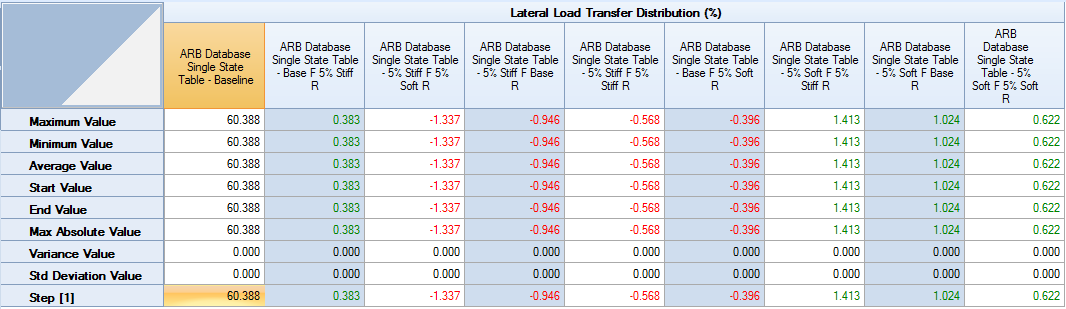 Lateral Load Transfer Distribution (%)
ARB Database Single State Table - Baseline
ARB Database Single State Table - Base F 5% Stiff R
ARB Database Single State Table - 5% Stiff F 5% Soft R
ARB Database Single State Table - 5% Stiff F Base R
ARB Database Single State Table - 5% Stiff F 5% Stiff R
ARB Database Single State Table - Base F 5% Soft R
ARB Database Single State Table - 5% Soft F 5% Stiff R
ARB Database Single State Table - 5% Soft F Base R
ARB Database Single State Table - 5% Soft F 5% Soft R
Maximum Value 60.388 0.383 -1.337 -0.946 -0.568 -0.396 1.413 1.024 0.622
Minimum Value 60.388 0.383 -1.337 -0.946 -0.568 -0.396 1.413 1.024 0.622
Average Value 60.388 0.383 -1.337 -0.946 -0.568 -0.396 1.413 1.024 0.622
Start Value 60.388 0.383 -1.337 -0.946 -0.568 -0.396 1.413 1.024 0.622
End Value 60.388 0.383 -1.337 -0.946 -0.568 -0.396 1.413 1.024 0.622
Max Absolute Value 60.388 0.383 -1.337 -0.946 -0.568 -0.396 1.413 1.024 0.622
Variance Value 0.000 0.000 0.000 0.000 0.000 0.000 0.000 0.000 0.000
Std Deviation Value 0.000 0.000 0.000 0.000 0.000 0.000 0.000 0.000 0.000
Step [1] 60.388 0.383 -1.337 -0.946 -0.568 -0.396 1.413 1.024 0.622